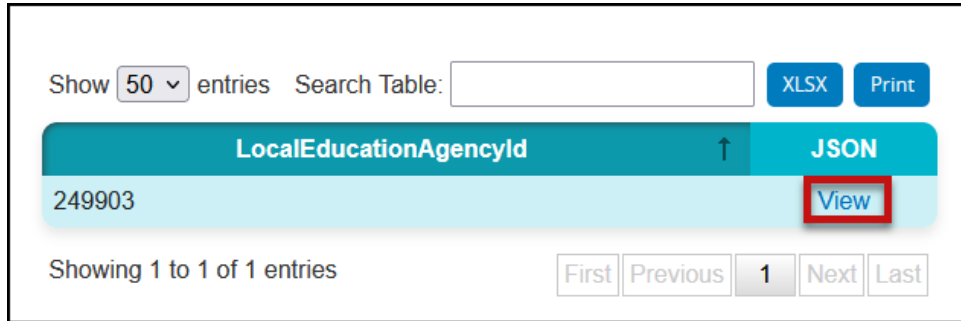 Show 50 entries Search Table: XLSX Print
LocalEducationAgencyId ↑ JSON
249903 View
Showing 1 to 1 of 1 entries First Previous 1 Next Last